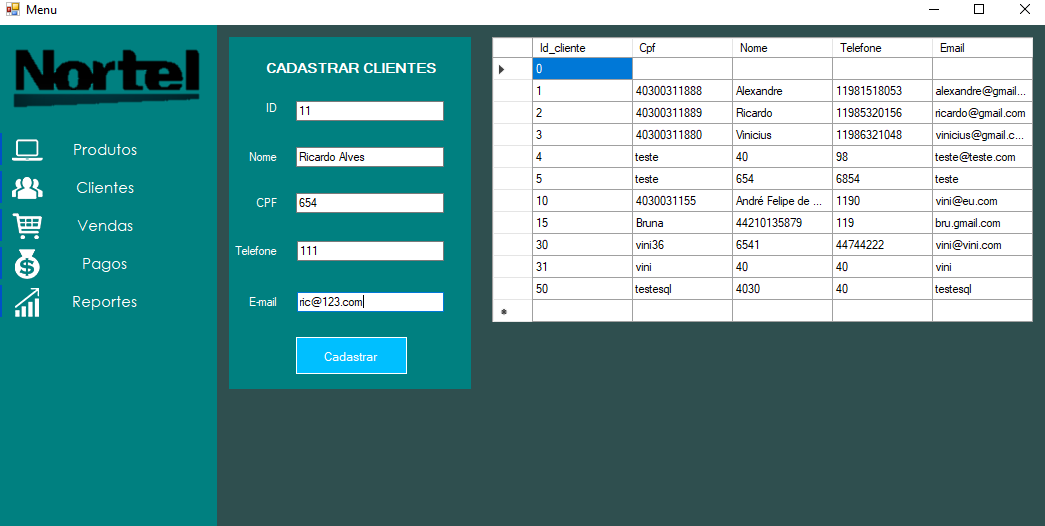 Menu
Nortel
Produtos
Clientes
Vendas
Pagos
Reportes
CADASTRAR CLIENTES
ID 11
Nome Ricardo Alves
CPF 654
Telefone 111
E-mail ric@123.com
Cadastrar
Id_cliente Cpf Nome Telefone Email
0
1 40300311888 Alexandre 11981518053 alexandre@gmail...
2 40300311889 Ricardo 11985320156 ricardo@gmail.com
3 40300311880 Vinicius 11986321048 vinicius@gmail.c...
4 teste 40 98 teste@teste.com
5 teste 654 6854 teste
10 4030031155 André Felipe de ... 1190 vini@eu.com
15 Bruna 44210135879 119 bru.gmail.com
30 vini36 6541 44744222 vini@vini.com
31 vini 40 40 vini
50 testesql 4030 40 testesql